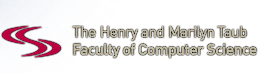 The Henry and Marilyn Taub
Faculty of Computer Science